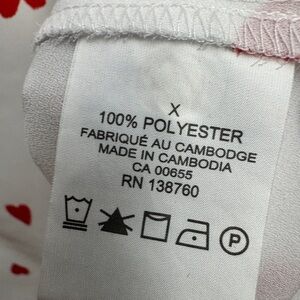 X
100% POLYESTER
FABRIQUÉ AU CAMBODGE
MADE IN CAMBODIA
CA 00655
RN 138760
P